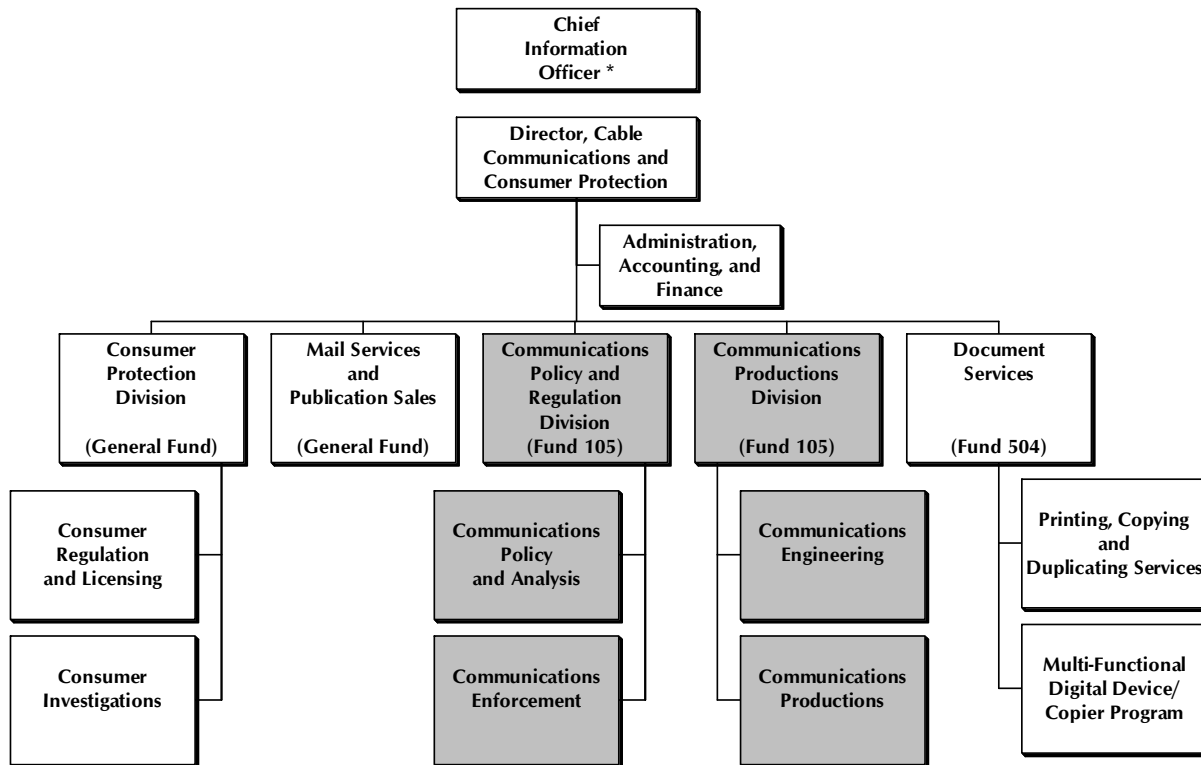 Chief
Information
Officer *
Director, Cable
Communications and
Consumer Protection
Administration,
Accounting, and
Finance
Consumer
Protection
Division
(General Fund)
Mail Services
and
Publication Sales
(General Fund)
Communications
Policy and
Regulation
Division
(Fund 105)
Communications
Productions
Division
(Fund 105)
Document
Services
(Fund 504)
Consumer
Regulation
and Licensing
Communications
Policy
and Analysis
Communications
Engineering
Printing, Copying
and
Duplicating Services
Consumer
Investigations
Communications
Enforcement
Communications
Productions
Multi-Functional
Digital Device/
Copier Program